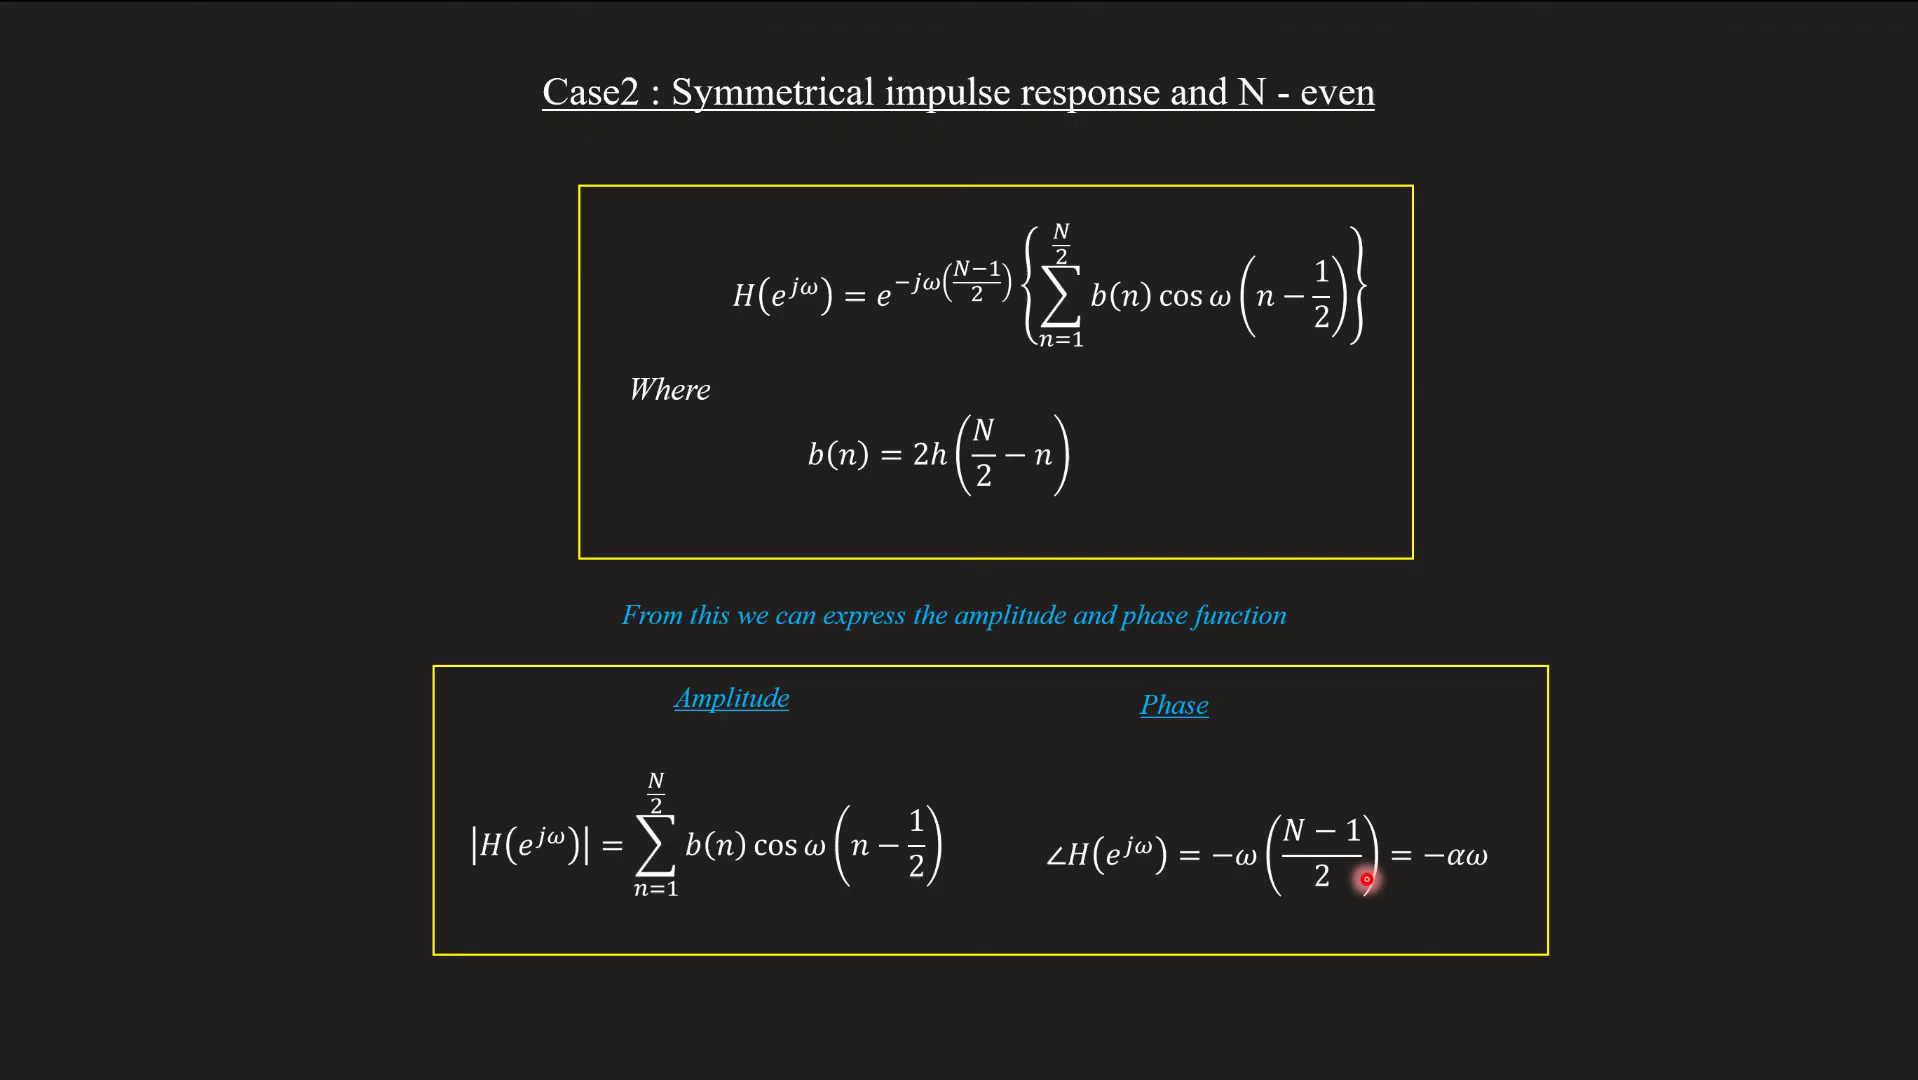 Case2 : Symmetrical impulse response and N - even
H(e^{jω}) = e^{-jω((N−1)/2)} { ∑_{n=1}^{N/2} b(n) cos ω (n − 1/2) }
Where
b(n) = 2h (N/2 − n)
From this we can express the amplitude and phase function
Amplitude
Phase
|H(e^{jω})| = ∑_{n=1}^{N/2} b(n) cos ω (n − 1/2)
∠H(e^{jω}) = −ω ((N − 1)/2) = −αω